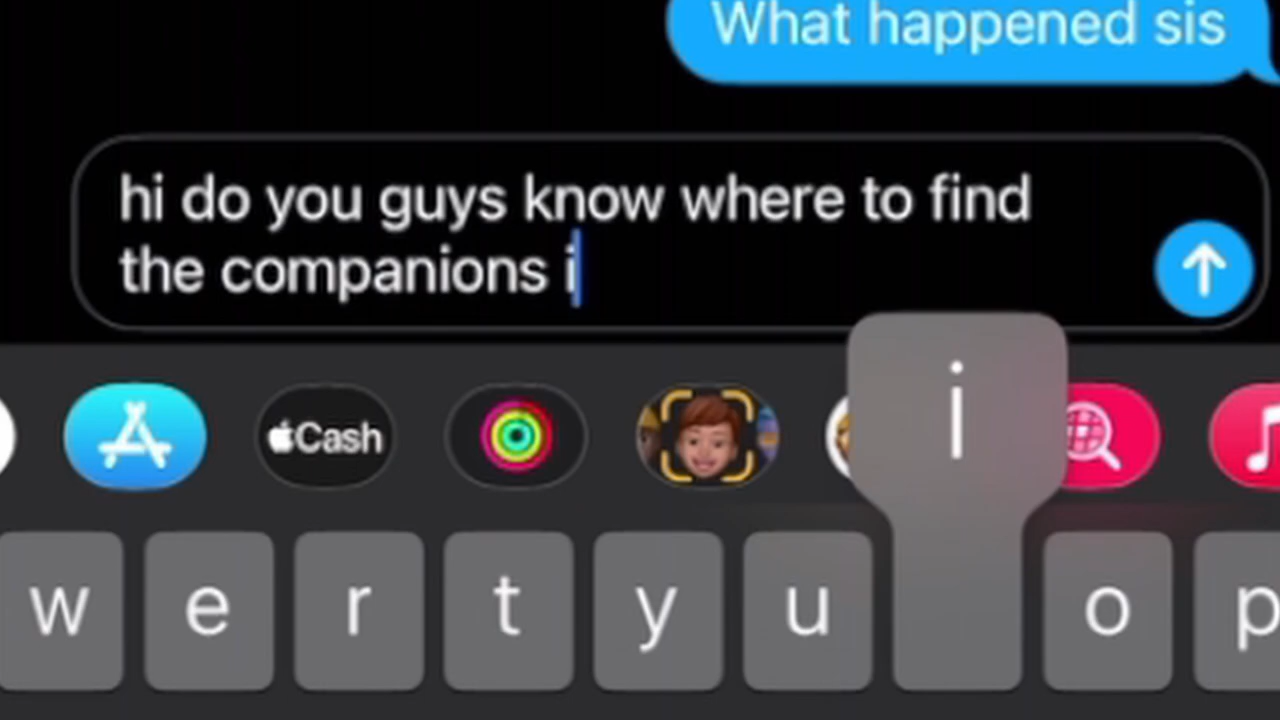 What happened sis
hi do you guys know where to find
the companions i
Cash
i
w e r t y u o p